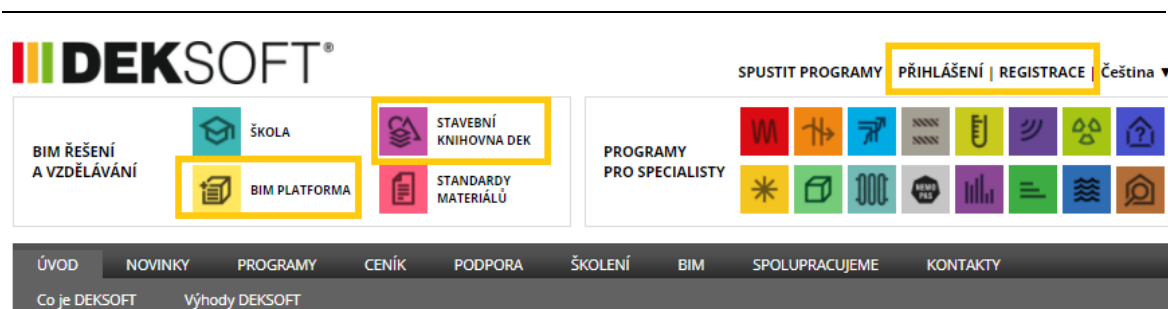 DEKSOFT®
SPUSTIT PROGRAMY PŘIHLÁŠENÍ | REGISTRACE | Čeština ▼
BIM ŘEŠENÍ
A VZDĚLÁVÁNÍ
ŠKOLA
STAVEBNÍ
KNIHOVNA DEK
BIM PLATFORMA
STANDARDY
MATERIÁLŮ
PROGRAMY
PRO SPECIALISTY
NEMO
PAS
ÚVOD NOVINKY PROGRAMY CENÍK PODPORA ŠKOLENÍ BIM SPOLUPRACUJEME KONTAKTY
Co je DEKSOFT Výhody DEKSOFT